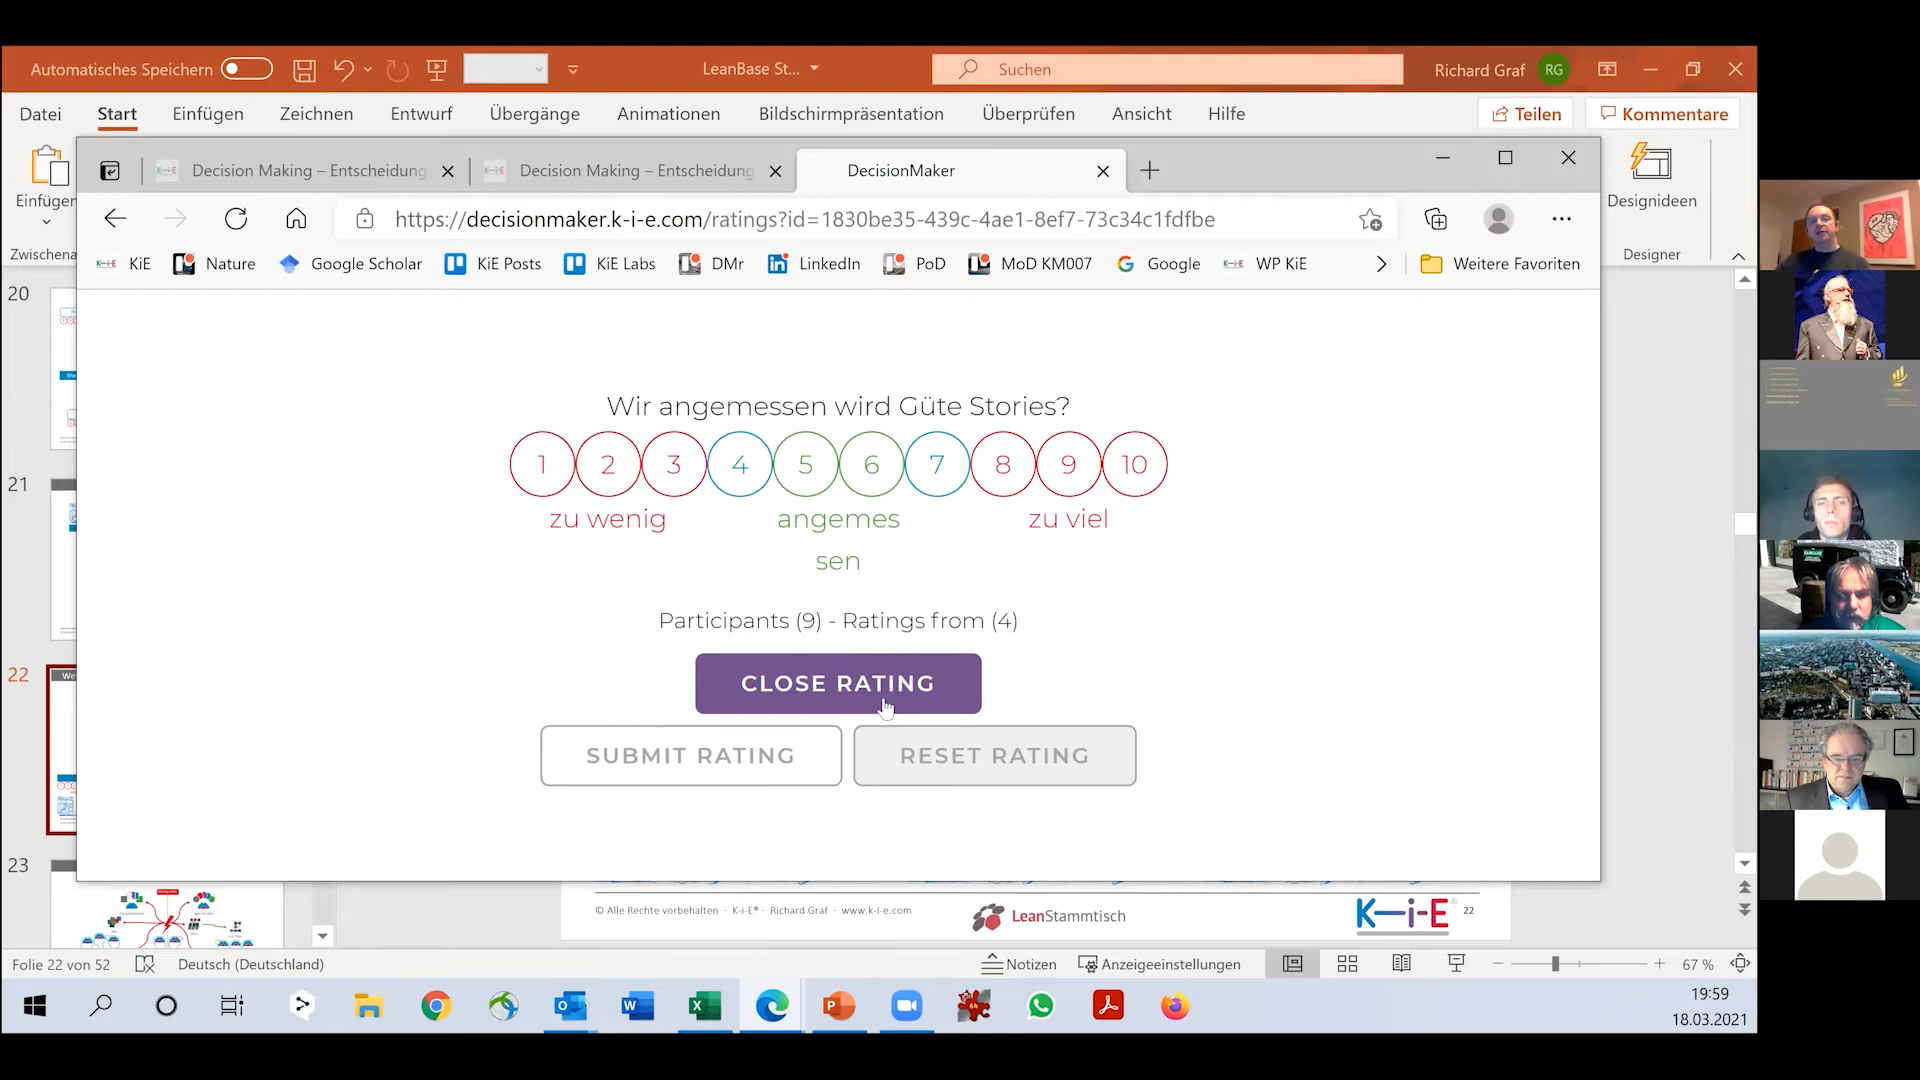 Automatisches Speichern
LeanBase St...
Suchen
Richard Graf
RG
Datei
Start
Einfügen
Zeichnen
Entwurf
Übergänge
Animationen
Bildschirmpräsentation
Überprüfen
Ansicht
Hilfe
Teilen
Kommentare
Einfügen
Zwischena
Designideen
Designer
Decision Making – Entscheidung
Decision Making – Entscheidung
DecisionMaker
https://decisionmaker.k-i-e.com/ratings?id=1830be35-439c-4ae1-8ef7-73c34c1fdfbe
KiE
Nature
Google Scholar
KiE Posts
KiE Labs
DMr
LinkedIn
PoD
MoD KM007
Google
WP KiE
Weitere Favoriten
20
21
22
23
We
Wir angemessen wird Güte Stories?
1 2 3 4 5 6 7 8 9 10
zu wenig
angemes
sen
zu viel
Participants (9) - Ratings from (4)
CLOSE RATING
SUBMIT RATING
RESET RATING
© Alle Rechte vorbehalten · K-i-E® · Richard Graf · www.k-i-e.com
LeanStammtisch
K-i-E
22
Folie 22 von 52
Deutsch (Deutschland)
Notizen
Anzeigeeinstellungen
67 %
19:59
18.03.2021